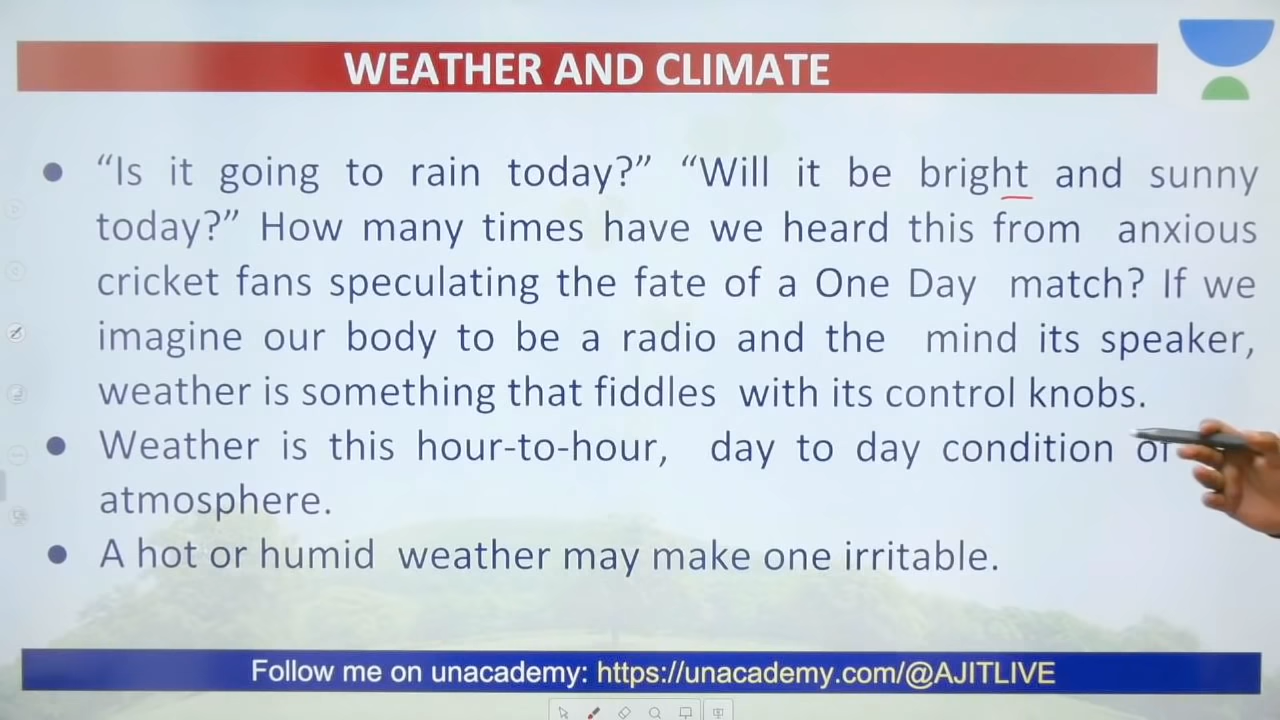 WEATHER AND CLIMATE
“Is it going to rain today?” “Will it be bright and sunny
today?” How many times have we heard this from anxious
cricket fans speculating the fate of a One Day match? If we
imagine our body to be a radio and the mind its speaker,
weather is something that fiddles with its control knobs.
Weather is this hour-to-hour, day to day condition of
atmosphere.
A hot or humid weather may make one irritable.
Follow me on unacademy: https://unacademy.com/@AJITLIVE